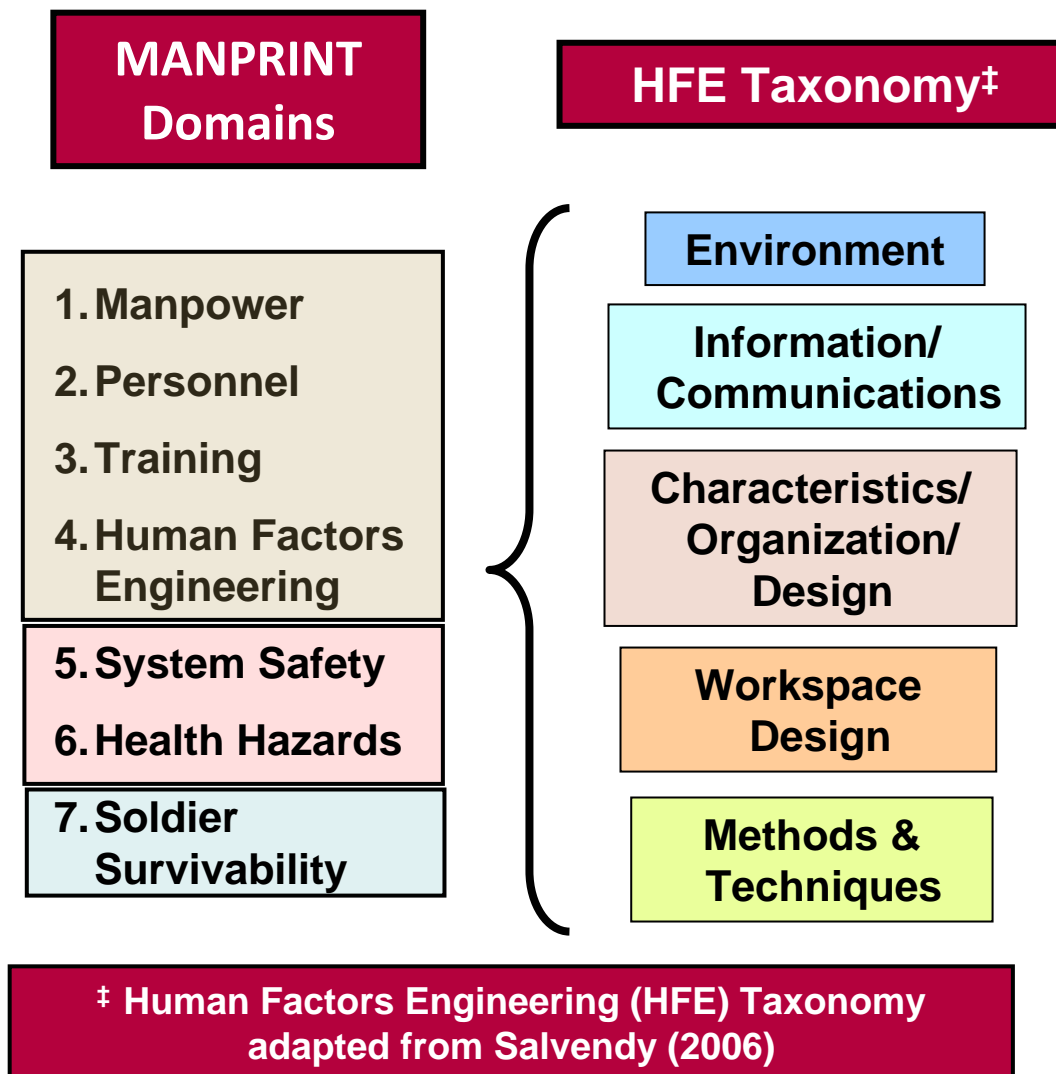 MANPRINT
Domains
HFE Taxonomy‡
1. Manpower
2. Personnel
3. Training
4. Human Factors
Engineering
5. System Safety
6. Health Hazards
7. Soldier
Survivability
Environment
Information/
Communications
Characteristics/
Organization/
Design
Workspace
Design
Methods &
Techniques
‡ Human Factors Engineering (HFE) Taxonomy
adapted from Salvendy (2006)